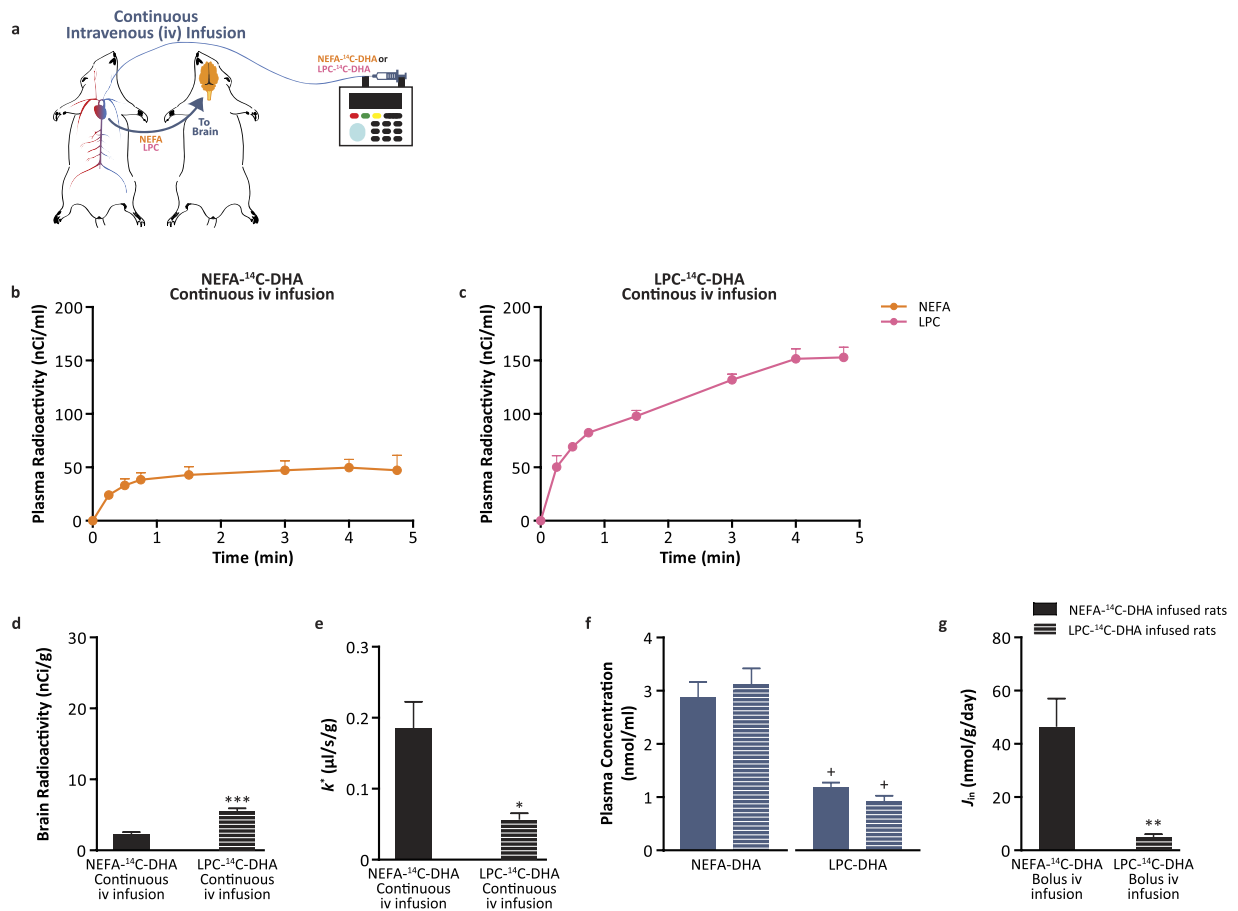 a
Continuous
Intravenous (iv) Infusion
NEFA-¹⁴C-DHA or
LPC-¹⁴C-DHA
To
Brain
NEFA
LPC
b
NEFA-¹⁴C-DHA
Continuous iv infusion
Plasma Radioactivity (nCi/ml)
200
150
100
50
0
0 1 2 3 4 5
Time (min)
c
LPC-¹⁴C-DHA
Continous iv infusion
Plasma Radioactivity (nCi/ml)
200
150
100
50
0
0 1 2 3 4 5
Time (min)
NEFA
LPC
d
Brain Radioactivity (nCi/g)
30
20
10
0
***
NEFA-¹⁴C-DHA LPC-¹⁴C-DHA
Continuous Continuous
iv infusion iv infusion
e
k* (µl/s/g)
0.3
0.2
0.1
0
*
NEFA-¹⁴C-DHA LPC-¹⁴C-DHA
Continuous Continuous
iv infusion iv infusion
f
Plasma Concentration
(nmol/ml)
4
3
2
1
0
+ +
NEFA-DHA LPC-DHA
NEFA-¹⁴C-DHA infused rats
LPC-¹⁴C-DHA infused rats
g
Jin (nmol/g/day)
80
60
40
20
0
**
NEFA-¹⁴C-DHA LPC-¹⁴C-DHA
Bolus iv Bolus iv
infusion infusion